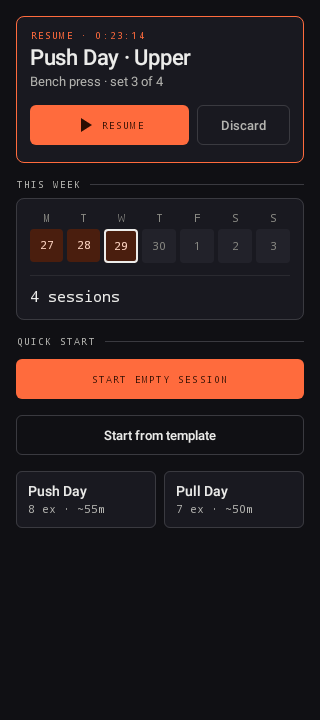 RESUME · 0:23:14
Push Day · Upper
Bench press · set 3 of 4
RESUME
Discard
THIS WEEK
M T W T F S S
27 28 29 30 1 2 3
4 sessions
QUICK START
START EMPTY SESSION
Start from template
Push Day
8 ex · ~55m
Pull Day
7 ex · ~50m